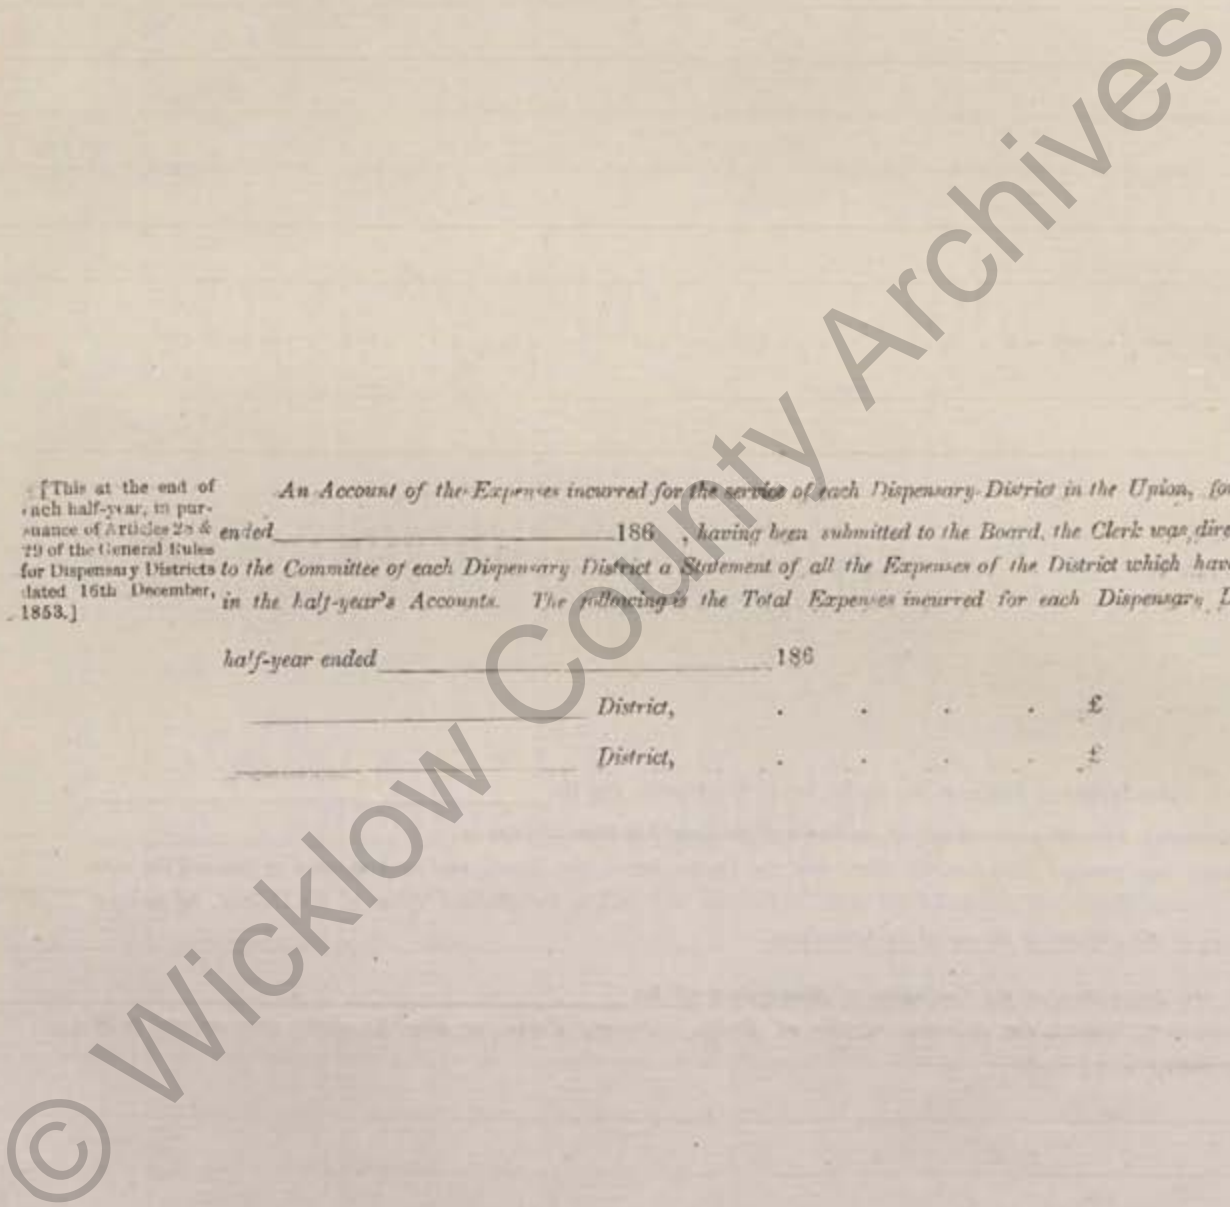 [This at the end of
each half-year, in pur-
suance of Articles 28 &
29 of the General Rules
for Dispensary Districts
dated 16th December,
1853.]
An Account of the Expenses incurred for the service of each Dispensary District in the Union, fo
ended 186 , having been submitted to the Board, the Clerk was dire
to the Committee of each Dispensary District a Statement of all the Expenses of the District which hav
in the half-year's Accounts. The following is the Total Expenses incurred for each Dispensary D
half-year ended 186
District, . . . . £
District, . . . . £
© Wicklow County Archives